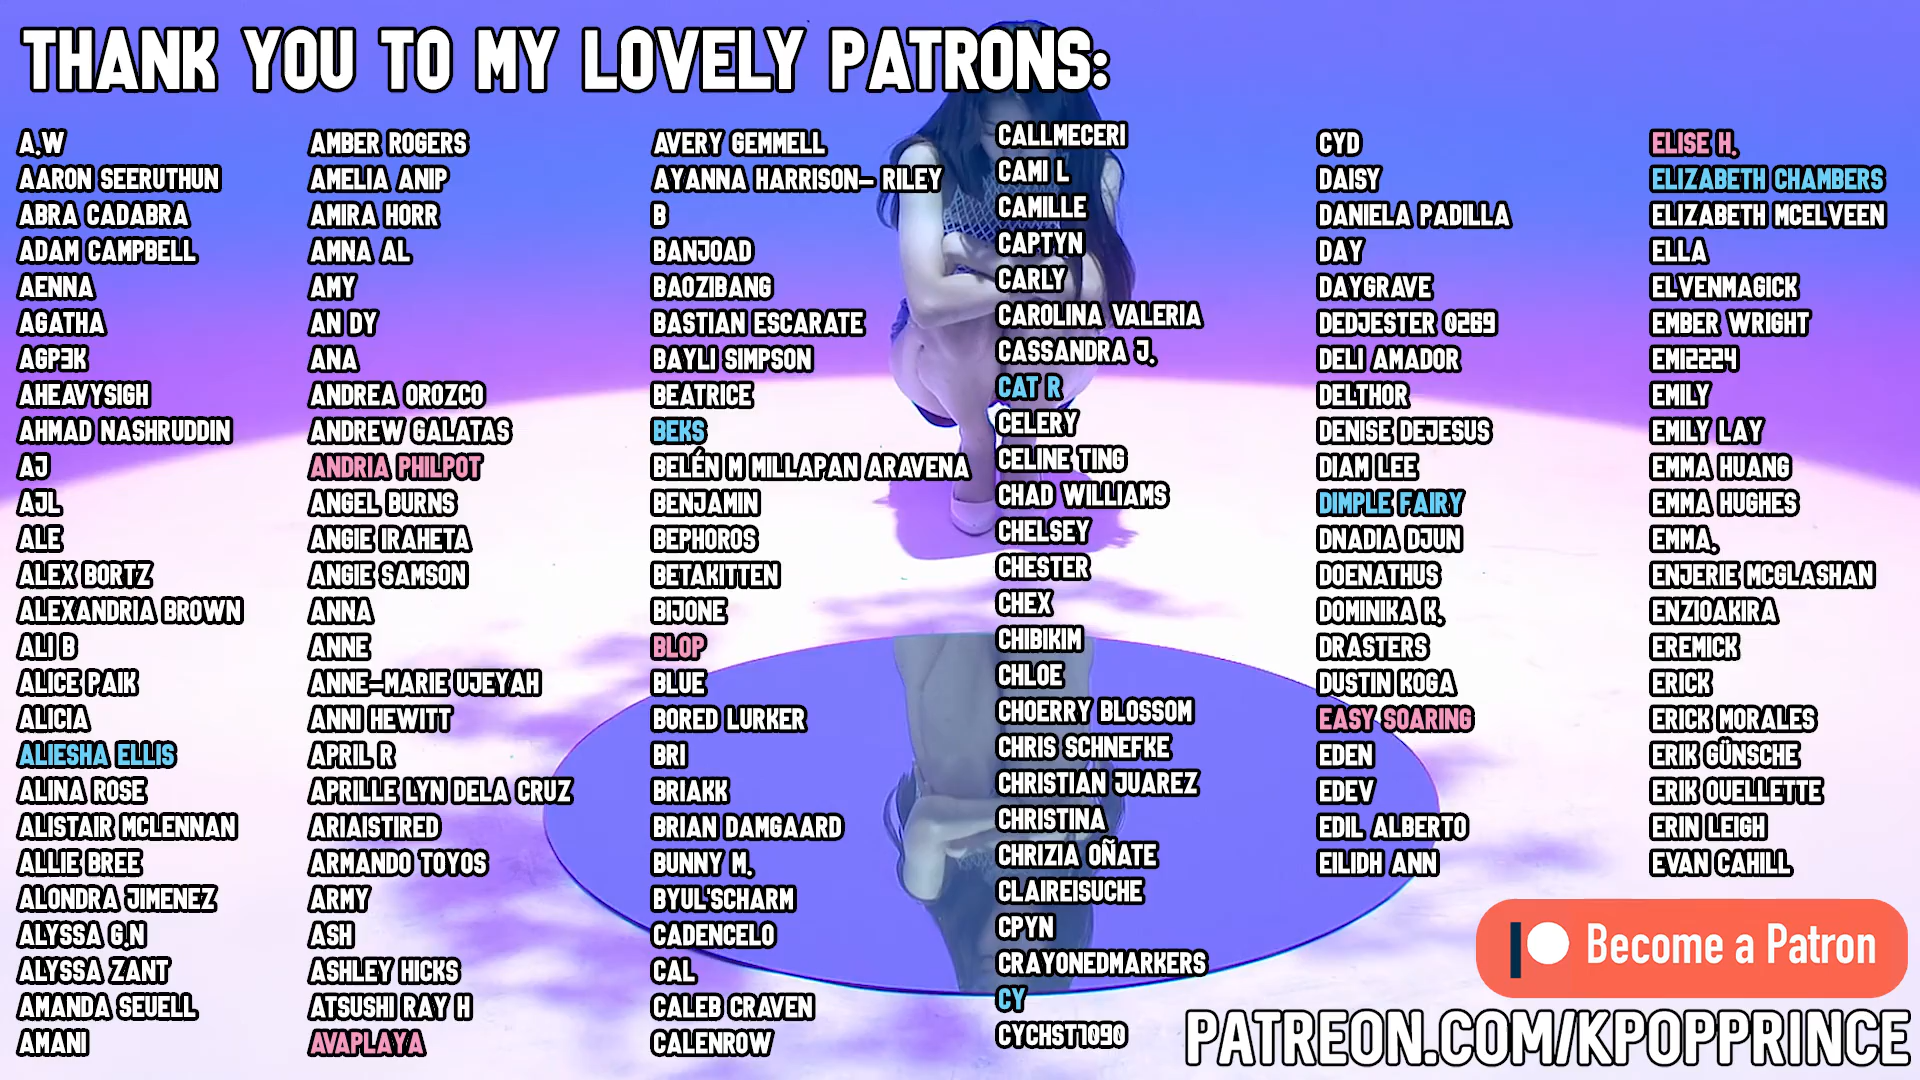 THANK YOU TO MY LOVELY PATRONS:
A.W
AARON SEERUTHUN
ABRA CADABRA
ADAM CAMPBELL
AENNA
AGATHA
AGP3K
AHEAVYSIGH
AHMAD NASHRUDDIN
AJ
AJL
ALE
ALEX BORTZ
ALEXANDRIA BROWN
ALI B
ALICE PAIK
ALICIA
ALIESHA ELLIS
ALINA ROSE
ALISTAIR MCLENNAN
ALLIE BREE
ALONDRA JIMENEZ
ALYSSA G.N
ALYSSA ZANT
AMANDA SEUELL
AMANI
AMBER ROGERS
AMELIA ANIP
AMIRA HORR
AMNA AL
AMY
AN DY
ANA
ANDREA OROZCO
ANDREW GALATAS
ANDRIA PHILPOT
ANGEL BURNS
ANGIE IRAHETA
ANGIE SAMSON
ANNA
ANNE
ANNE-MARIE UJEYAH
ANNI HEWITT
APRIL R
APRILLE LYN DELA CRUZ
ARIAISTIRED
ARMANDO TOYOS
ARMY
ASH
ASHLEY HICKS
ATSUSHI RAY H
AVAPLAYA
AVERY GEMMELL
AYANNA HARRISON- RILEY
B
BANJOAD
BAOZIBANG
BASTIAN ESCARATE
BAYLI SIMPSON
BEATRICE
BEKS
BELÉN M MILLAPAN ARAVENA
BENJAMIN
BEPHOROS
BETAKITTEN
BIJONE
BLOP
BLUE
BORED LURKER
BRI
BRIAKK
BRIAN DAMGAARD
BUNNY M.
BYUL'SCHARM
CADENCELO
CAL
CALEB CRAVEN
CALENROW
CALLMECERI
CAMI L
CAMILLE
CAPTYN
CARLY
CAROLINA VALERIA
CASSANDRA J.
CAT R
CELERY
CELINE TING
CHAD WILLIAMS
CHELSEY
CHESTER
CHEX
CHIBIKIM
CHLOE
CHOERRY BLOSSOM
CHRIS SCHNEFKE
CHRISTIAN JUAREZ
CHRISTINA
CHRIZIA OÑATE
CLAIREISUCHE
CPYN
CRAYONEDMARKERS
CY
CYCHST1090
CYD
DAISY
DANIELA PADILLA
DAY
DAYGRAVE
DEDJESTER 0269
DELI AMADOR
DELTHOR
DENISE DEJESUS
DIAM LEE
DIMPLE FAIRY
DNADIA DJUN
DOENATHUS
DOMINIKA K.
DRASTERS
DUSTIN KOGA
EASY SOARING
EDEN
EDEV
EDIL ALBERTO
EILIDH ANN
ELISE H.
ELIZABETH CHAMBERS
ELIZABETH MCELVEEN
ELLA
ELVENMAGICK
EMBER WRIGHT
EMI2224
EMILY
EMILY LAY
EMMA HUANG
EMMA HUGHES
EMMA.
ENJERIE MCGLASHAN
ENZIOAKIRA
EREMICK
ERICK
ERICK MORALES
ERIK GÜNSCHE
ERIK OUELLETTE
ERIN LEIGH
EVAN CAHILL
Become a Patron
PATREON.COM/KPOPPRINCE